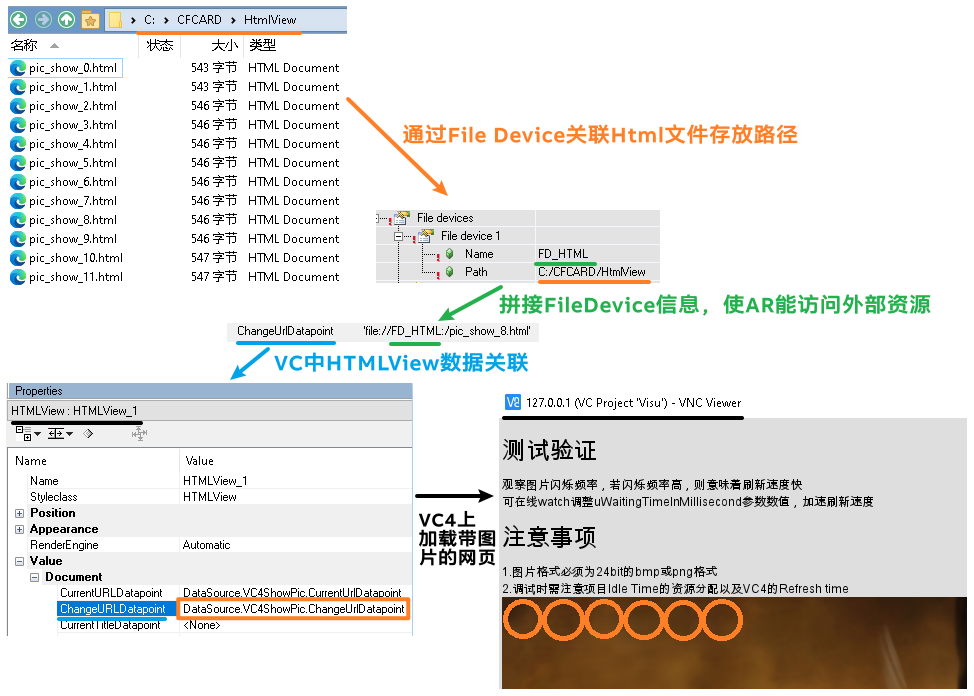 C: CFCARD HtmlView
名称 状态 大小 类型
pic_show_0.html 543 字节 HTML Document
pic_show_1.html 543 字节 HTML Document
pic_show_2.html 546 字节 HTML Document
pic_show_3.html 546 字节 HTML Document
pic_show_4.html 546 字节 HTML Document
pic_show_5.html 546 字节 HTML Document
pic_show_6.html 546 字节 HTML Document
pic_show_7.html 546 字节 HTML Document
pic_show_8.html 546 字节 HTML Document
pic_show_9.html 546 字节 HTML Document
pic_show_10.html 547 字节 HTML Document
pic_show_11.html 547 字节 HTML Document
通过File Device关联Html文件存放路径
File devices
File device 1
Name FD_HTML
Path C:/CFCARD/HtmlView
拼接FileDevice信息，使AR能访问外部资源
ChangeUrlDatapoint 'file://FD_HTML:/pic_show_8.html'
VC中HTMLView数据关联
Properties
HTMLView : HTMLView_1
Name Value
Name HTMLView_1
Styleclass HTMLView
Position
Appearance
RenderEngine Automatic
Value
Document
CurrentURLDatapoint DataSource.VC4ShowPic.CurrentUrlDatapoint
ChangeURLDatapoint DataSource.VC4ShowPic.ChangeUrlDatapoint
CurrentTitleDatapoint <None>
VC4上
加载带图
片的网页
V2 127.0.0.1 (VC Project 'Visu') - VNC Viewer
测试验证
观察图片闪烁频率，若闪烁频率高，则意味着刷新速度快
可在线watch调整uWaitingTimeInMillisecond参数数值，加速刷新速度
注意事项
1.图片格式必须为24bit的bmp或png格式
2.调试时需注意项目Idle Time的资源分配以及VC4的Refresh time